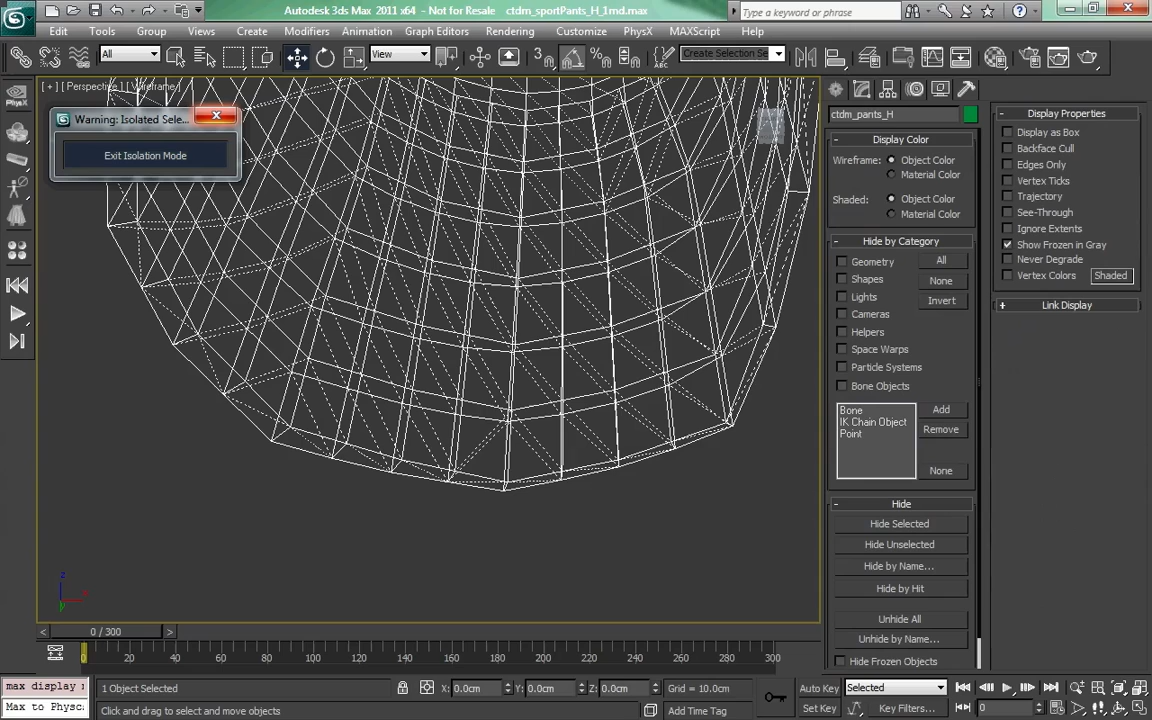 Autodesk 3ds Max 2011 x64 - Not for Resale ctdm_sportPants_H_1md.max
Type a keyword or phrase
Edit Tools Group Views Create Modifiers Animation Graph Editors Rendering Customize PhysX MAXScript Help
All
View
Create Selection Se
3
ABC
PhysX
[ + ] [ Perspective ] [ Wireframe ]
Warning: Isolated Sele...
Exit Isolation Mode
ctdm_pants_H
Display Color
Wireframe: Object Color
Material Color
Shaded: Object Color
Material Color
Hide by Category
Geometry All
Shapes None
Lights Invert
Cameras
Helpers
Space Warps
Particle Systems
Bone Objects
Bone Add
IK Chain Object Remove
Point
None
Hide
Hide Selected
Hide Unselected
Hide by Name...
Hide by Hit
Unhide All
Unhide by Name...
Hide Frozen Objects
Display Properties
Display as Box
Backface Cull
Edges Only
Vertex Ticks
Trajectory
See-Through
Ignore Extents
Show Frozen in Gray
Never Degrade
Vertex Colors Shaded
Link Display
z
0 / 300
0 20 40 60 80 100 120 140 160 180 200 220 240 260 280 300
max display
Max to Physc
1 Object Selected X: 0.0cm Y: 0.0cm Z: 0.0cm Grid = 10.0cm Auto Key Selected
Click and drag to select and move objects Add Time Tag Set Key Key Filters... 0